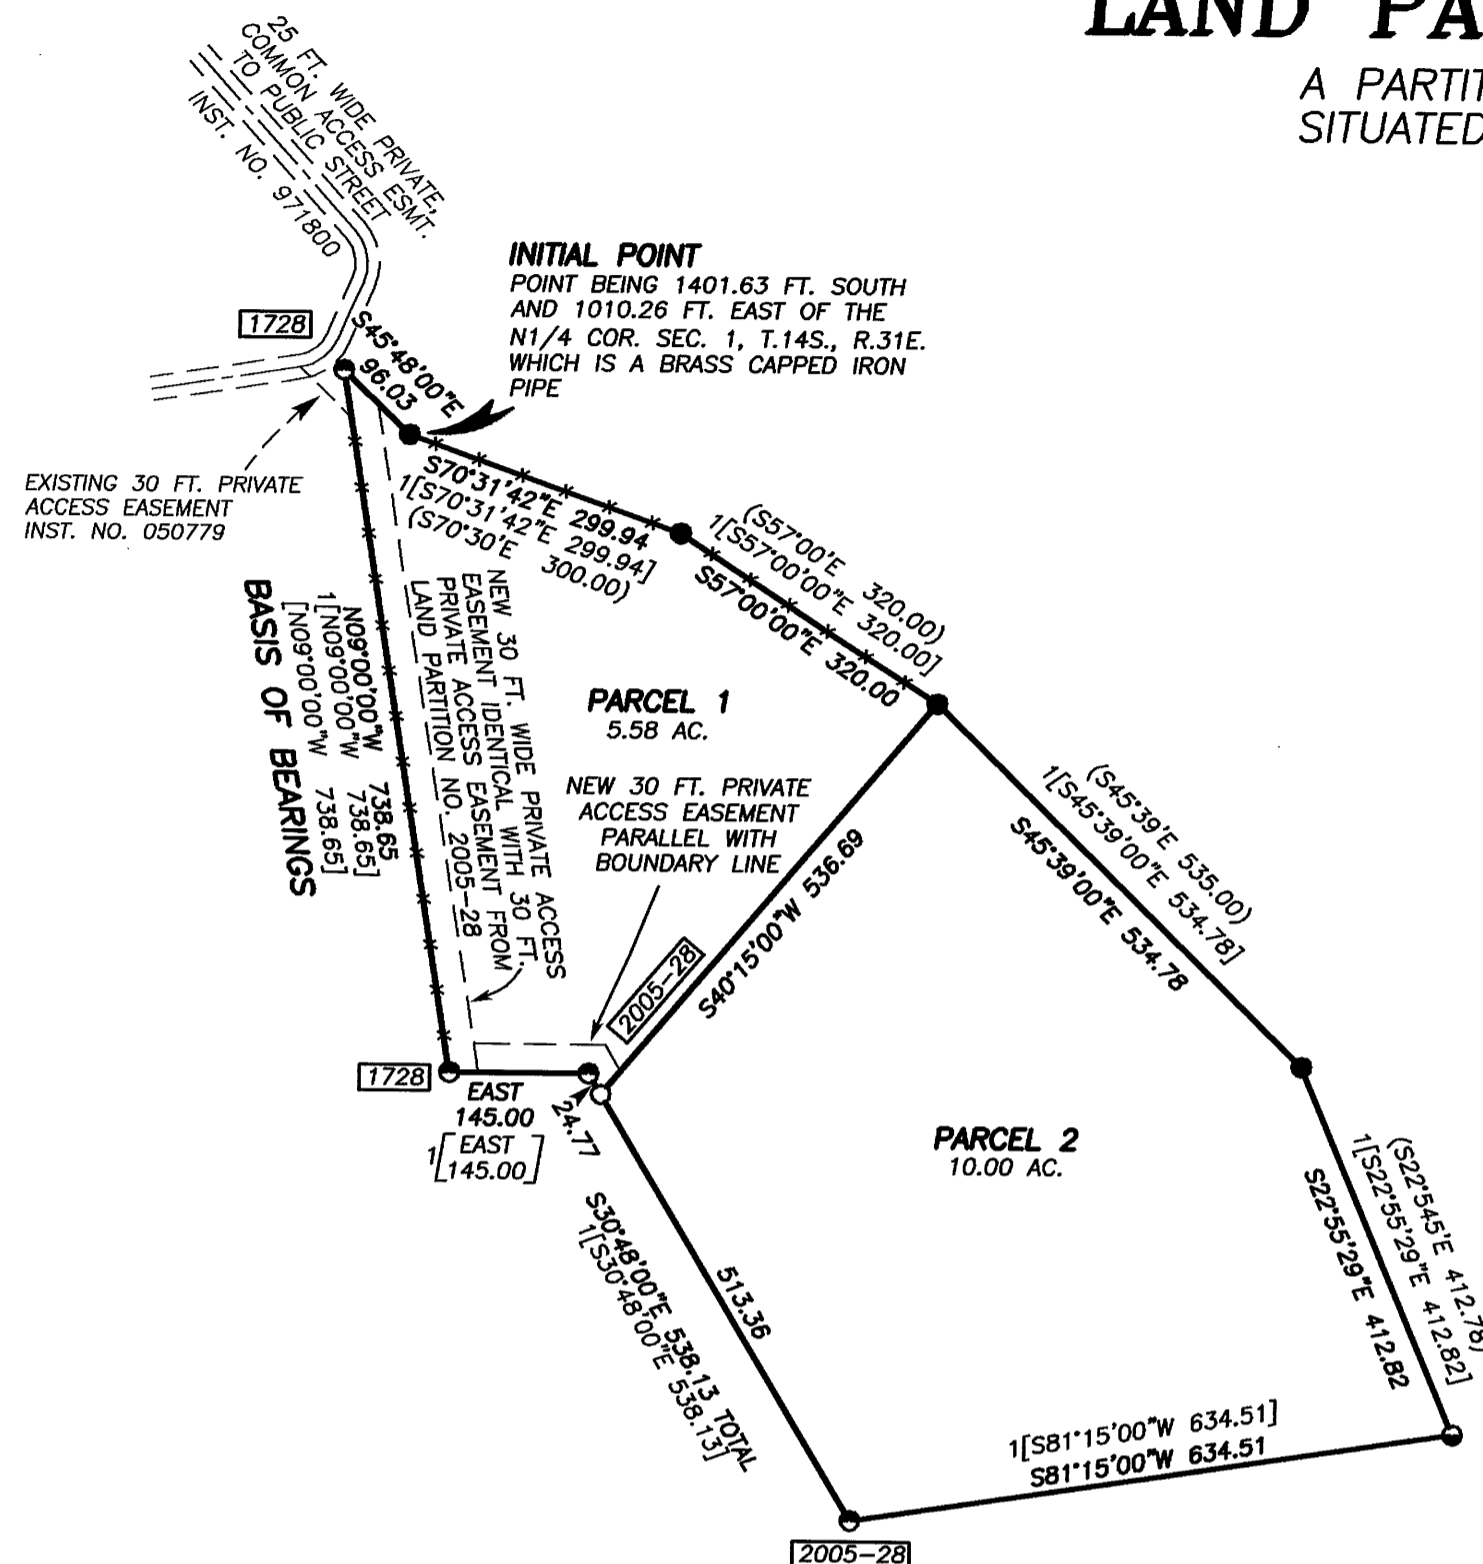 LAND PA
A PARTIT
SITUATED
25 FT. WIDE PRIVATE,
COMMON ACCESS ESMT.
TO PUBLIC STREET
INST. NO. 971800
INITIAL POINT
POINT BEING 1401.63 FT. SOUTH
AND 1010.26 FT. EAST OF THE
N1/4 COR. SEC. 1, T.14S., R.31E.
WHICH IS A BRASS CAPPED IRON
PIPE
1728
S45°48'00"E
96.03
EXISTING 30 FT. PRIVATE
ACCESS EASEMENT
INST. NO. 050779
S70°31'42"E 299.94
1[S70°31'42"E 299.94]
(S70°30'E 300.00)
(S57°00'E 320.00)
1[S57°00'00"E 320.00]
S57°00'00"E 320.00
NEW 30 FT. WIDE PRIVATE ACCESS
EASEMENT IDENTICAL WITH 30 FT.
PRIVATE ACCESS EASEMENT FROM
LAND PARTITION NO. 2005-28
N09°00'00"W 738.65
1[N09°00'00"W 738.65]
[N09°00'00"W 738.65]
BASIS OF BEARINGS
PARCEL 1
5.58 AC.
NEW 30 FT. PRIVATE
ACCESS EASEMENT
PARALLEL WITH
BOUNDARY LINE
S40°15'00"W 536.69
2005-28
(S45°39'E 535.00)
1[S45°39'00"E 534.78]
S45°39'00"E 534.78
1728
EAST
145.00
1[EAST
145.00]
24.77
PARCEL 2
10.00 AC.
(S22°545'E 412.78)
1[S22°55'29"E 412.82]
S22°55'29"E 412.82
513.36
S30°48'00"E 538.13 TOTAL
1[S30°48'00"E 538.13]
1[S81°15'00"W 634.51]
S81°15'00"W 634.51
2005-28